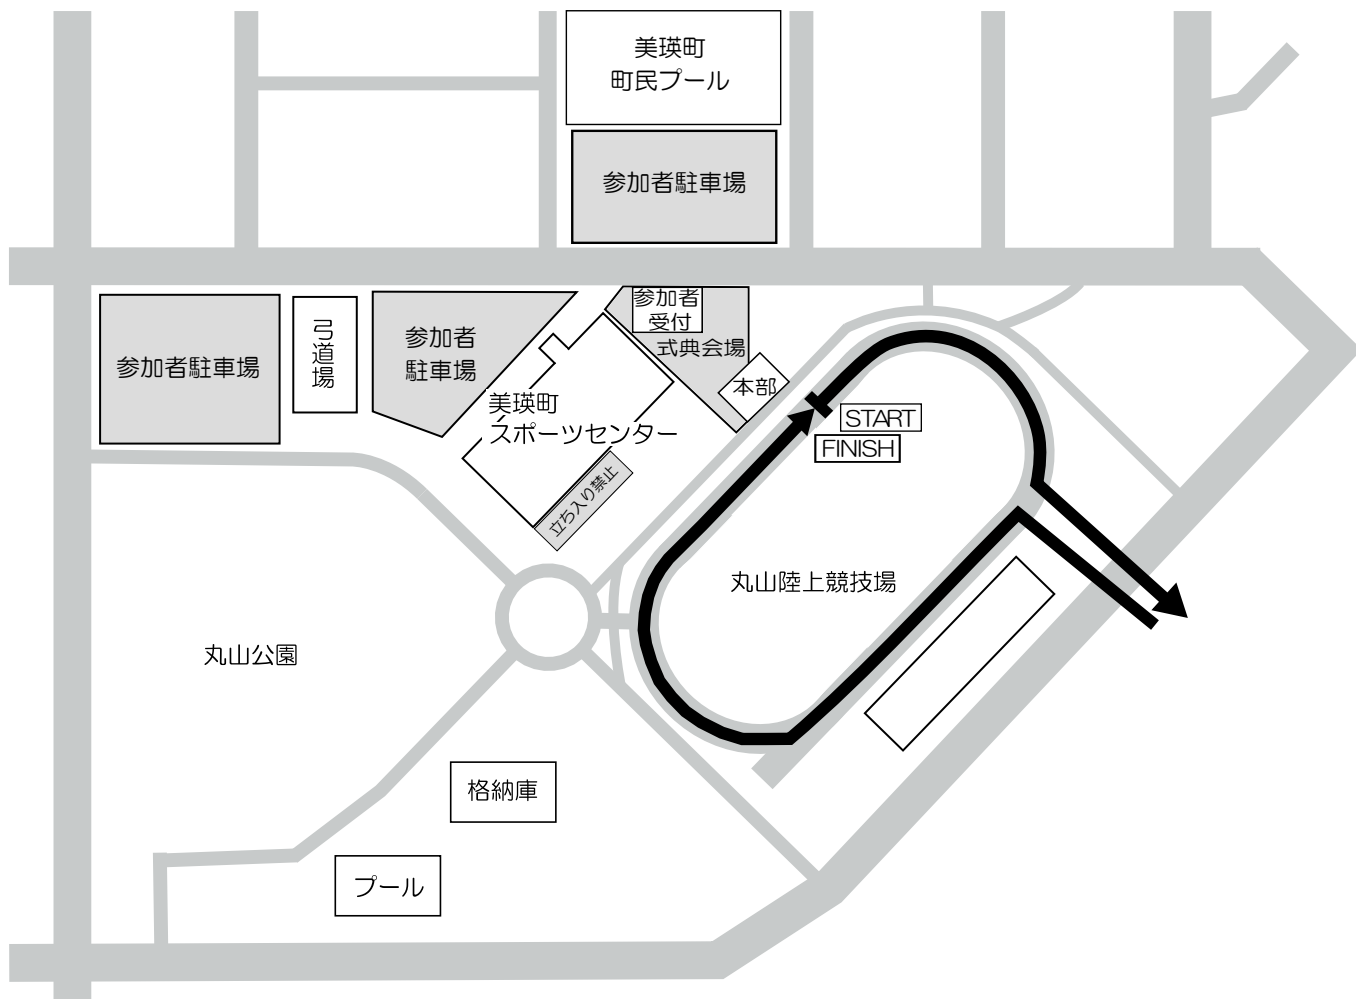 美瑛町
町民プール
参加者駐車場
参加者駐車場
弓道場
参加者
駐車場
参加者
受付
式典会場
本部
美瑛町
スポーツセンター
立ち入り禁止
START
FINISH
丸山陸上競技場
丸山公園
格納庫
プール